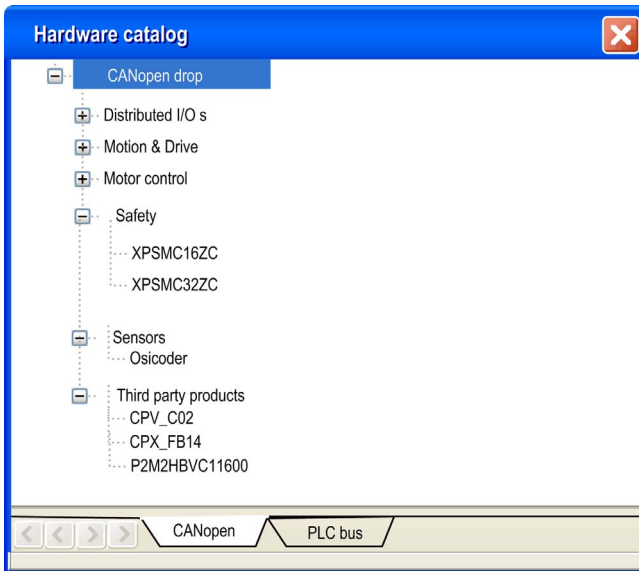 Hardware catalog
CANopen drop
Distributed I/O s
Motion & Drive
Motor control
Safety
XPSMC16ZC
XPSMC32ZC
Sensors
Osicoder
Third party products
CPV_C02
CPX_FB14
P2M2HBVC11600
CANopen
PLC bus